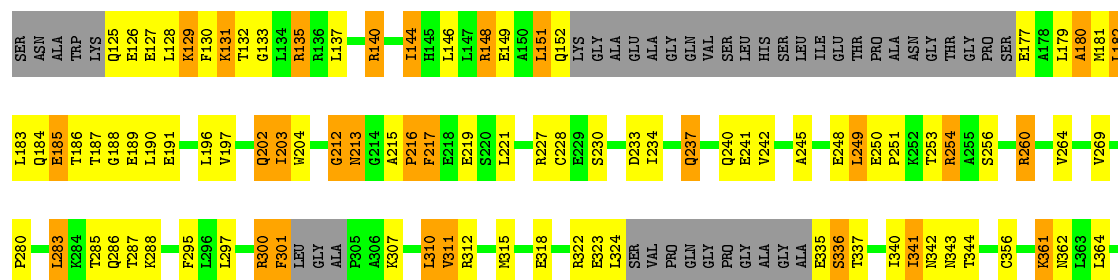 SER ASN ALA TRP LYS Q125 E126 E127 L128 K129 F130 K131 T132 G133 L134 R135 R136 L137 R140 I144 H145 L146 L147 R148 E149 A150 L151 Q152 LYS GLY ALA GLU ALA GLY GLN VAL SER LEU HIS SER LEU ILE GLU THR PRO ALA ASN GLY THR GLY PRO SER E177 A178 L179 A180 M181 L182
L183 Q184 E185 T186 T187 G188 E189 L190 E191 L196 V197 Q202 I203 W204 G212 N213 G214 A215 P216 F217 E218 E219 S220 L221 R227 C228 E229 S230 D233 I234 Q237 Q240 E241 V242 A245 E248 L249 E250 P251 K252 T253 R254 A255 S256 R260 V264 V269
P280 L283 K284 T285 Q286 T287 K288 F295 L296 L297 R300 F301 LEU GLY ALA P305 A306 K307 L310 V311 R312 M315 E318 R322 E323 L324 SER VAL PRO GLN GLY PRO GLY ALA GLY ALA E335 S336 T337 I340 I341 N342 N343 T344 C356 K361 N362 L363 L364